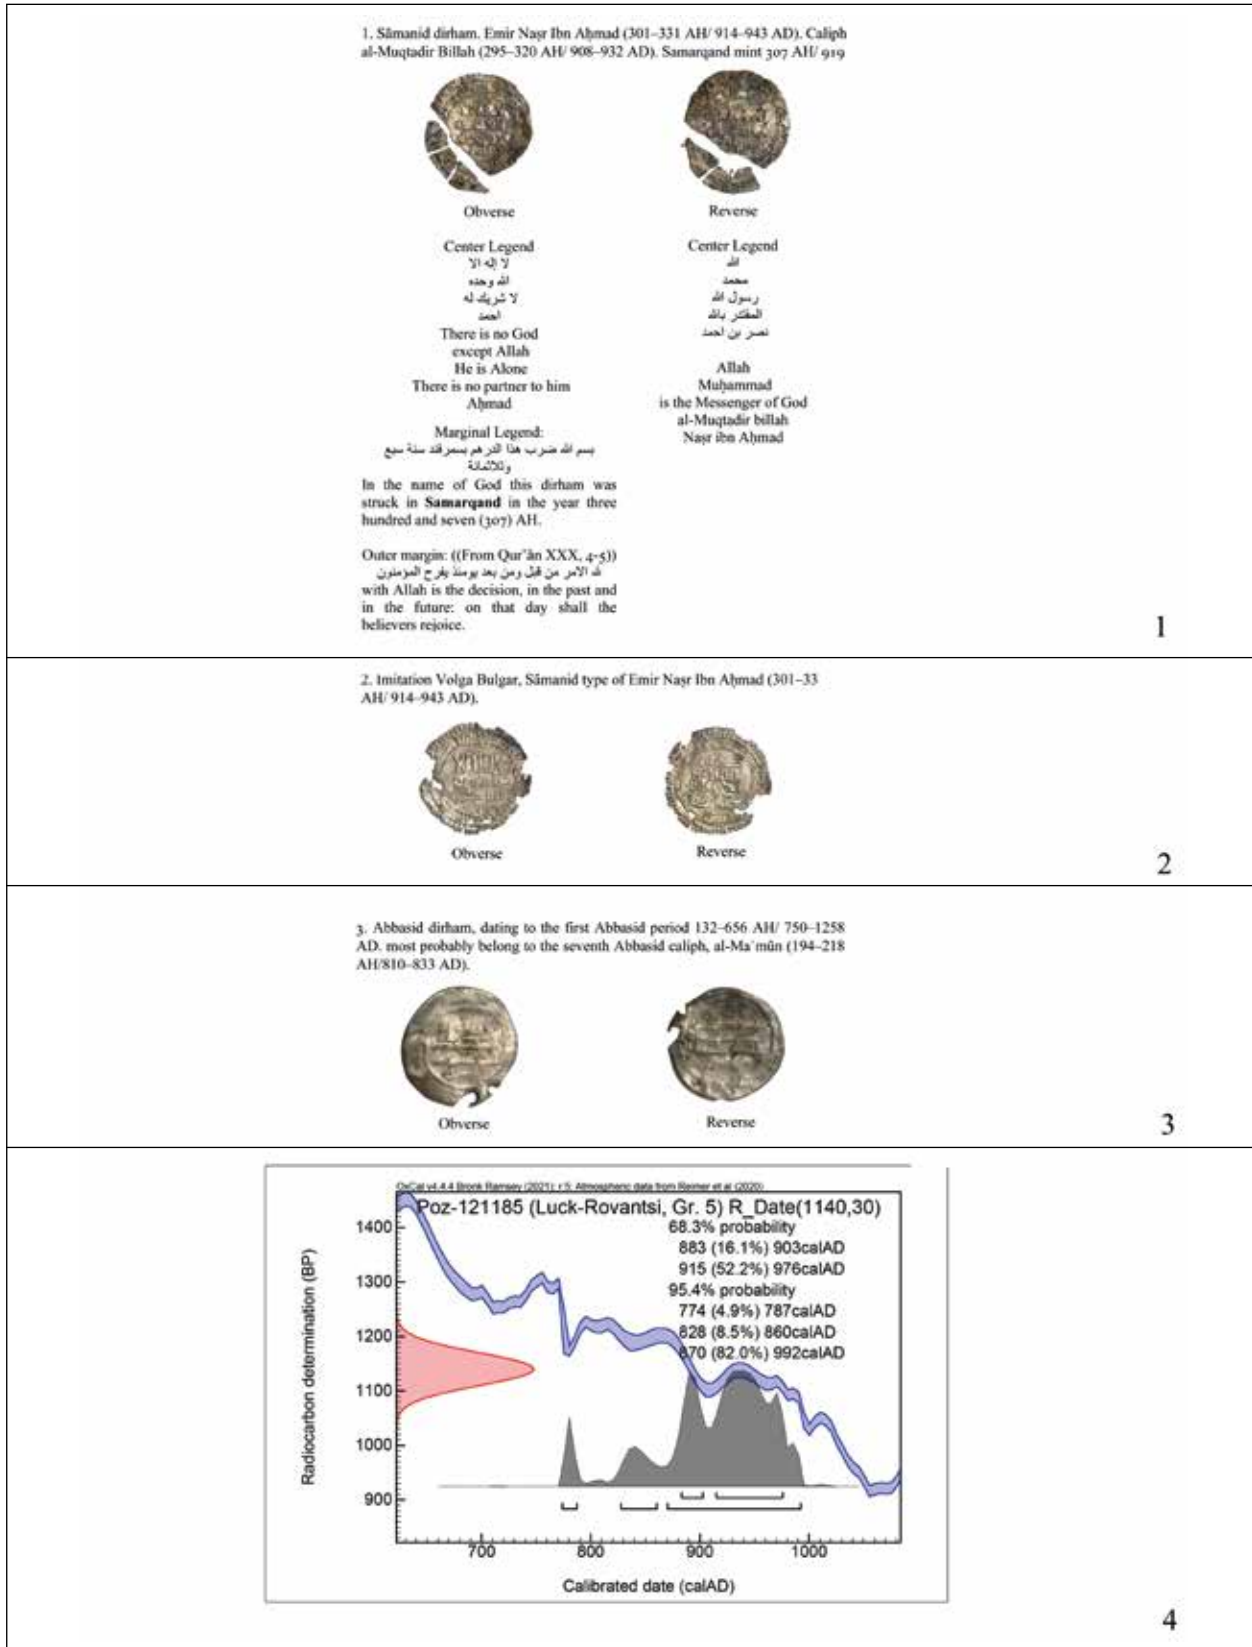 1. Sâmanid dirham. Emir Naṣr Ibn Aḥmad (301–331 AH/ 914–943 AD). Caliph
al-Muqtadir Billah (295–320 AH/ 908–932 AD). Samarqand mint 307 AH/ 919
Obverse
Center Legend
لا إله الا
الله وحده
لا شريك له
احمد
There is no God
except Allah
He is Alone
There is no partner to him
Aḥmad
Marginal Legend:
بسم الله ضرب هذا الدرهم بسمرقند سنة سبع
وثلاثمائة
In the name of God this dirham was
struck in Samarqand in the year three
hundred and seven (307) AH.
Outer margin: ((From Qur'ân XXX, 4-5))
لله الامر من قبل ومن بعد يومئذ يفرح المؤمنون
with Allah is the decision, in the past and
in the future: on that day shall the
believers rejoice.
Reverse
Center Legend
الله
محمد
رسول الله
المقتدر بالله
نصر بن احمد
Allah
Muḥammad
is the Messenger of God
al-Muqtadir billah
Naṣr ibn Aḥmad
1
2. Imitation Volga Bulgar, Sâmanid type of Emir Naṣr Ibn Aḥmad (301–33
AH/ 914–943 AD).
Obverse
Reverse
2
3. Abbasid dirham, dating to the first Abbasid period 132–656 AH/ 750–1258
AD. most probably belong to the seventh Abbasid caliph, al-Ma'mūn (194–218
AH/810–833 AD).
Obverse
Reverse
3
OxCal v4.4.4 Bronk Ramsey (2021); r:5; Atmospheric data from Reimer et al (2020)
Poz-121185 (Luck-Rovantsi, Gr. 5) R_Date(1140,30)
68.3% probability
883 (16.1%) 903calAD
915 (52.2%) 976calAD
95.4% probability
774 (4.9%) 787calAD
828 (8.5%) 860calAD
870 (82.0%) 992calAD
Radiocarbon determination (BP)
1400
1300
1200
1100
1000
900
700
800
900
1000
Calibrated date (calAD)
4